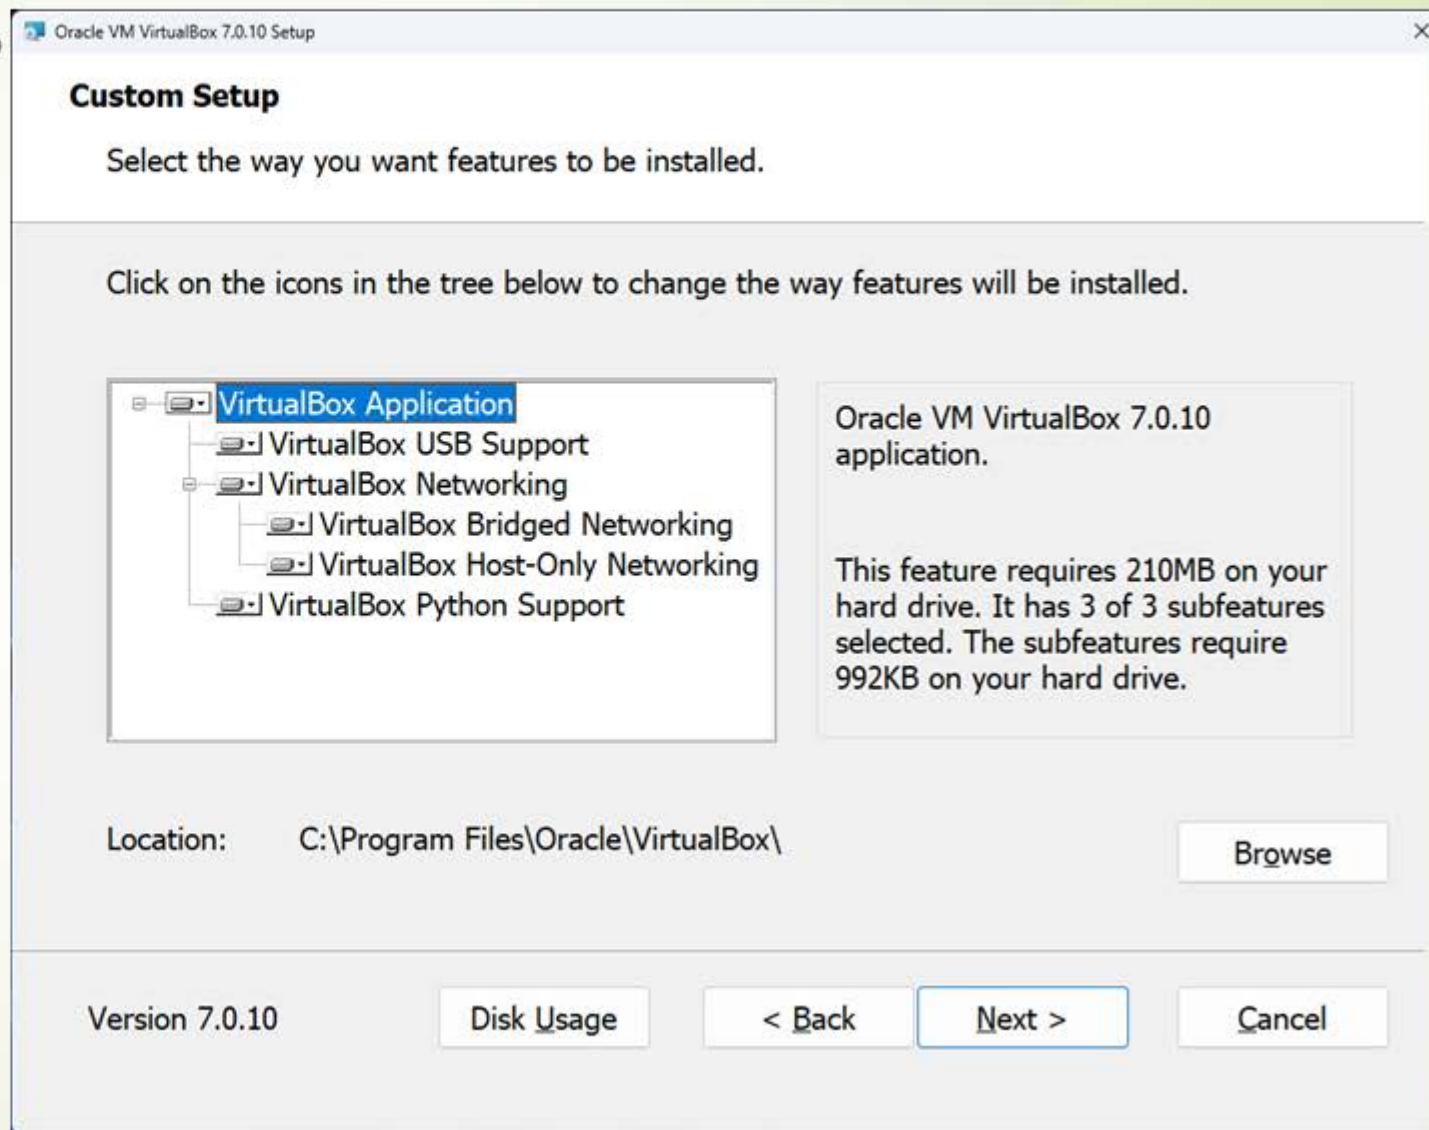 Oracle VM VirtualBox 7.0.10 Setup
Custom Setup
Select the way you want features to be installed.
Click on the icons in the tree below to change the way features will be installed.
VirtualBox Application
VirtualBox USB Support
VirtualBox Networking
VirtualBox Bridged Networking
VirtualBox Host-Only Networking
VirtualBox Python Support
Oracle VM VirtualBox 7.0.10
application.
This feature requires 210MB on your
hard drive. It has 3 of 3 subfeatures
selected. The subfeatures require
992KB on your hard drive.
Location: C:\Program Files\Oracle\VirtualBox\
Browse
Version 7.0.10 Disk Usage < Back Next > Cancel